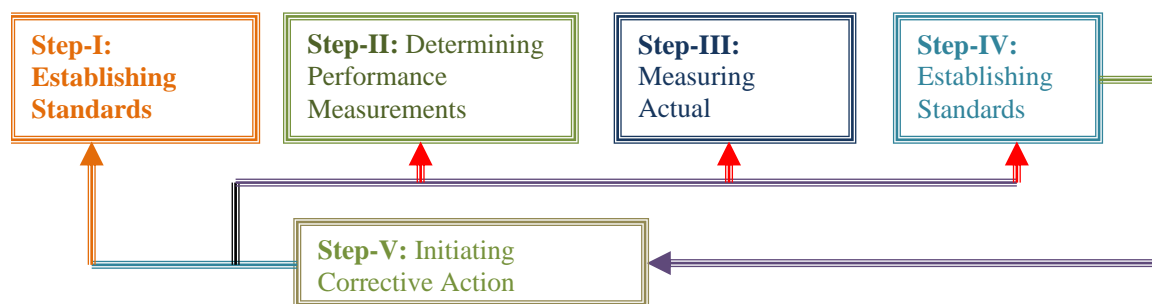 Step-I:
Establishing
Standards
Step-II: Determining
Performance
Measurements
Step-III:
Measuring
Actual
Step-IV:
Establishing
Standards
Step-V: Initiating
Corrective Action